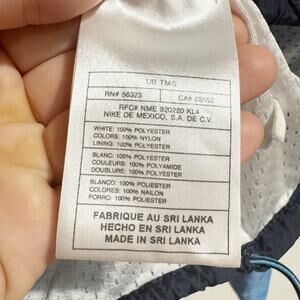 RN# 56323 CA# 05553
RFC# NME 920220 KL4
NIKE DE MEXICO, S.A. DE C.V.
WHITE: 100% POLYESTER
COLORS: 100% NYLON
LINING: 100% POLYESTER
BLANC: 100% POLYESTER
COULEURS: 100% POLYAMIDE
DOUBLURE: 100% POLYESTER
BLANCO: 100% POLIESTER
COLORES: 100% NAILON
FORRO: 100% POLIESTER
FABRIQUE AU SRI LANKA
HECHO EN SRI LANKA
MADE IN SRI LANKA